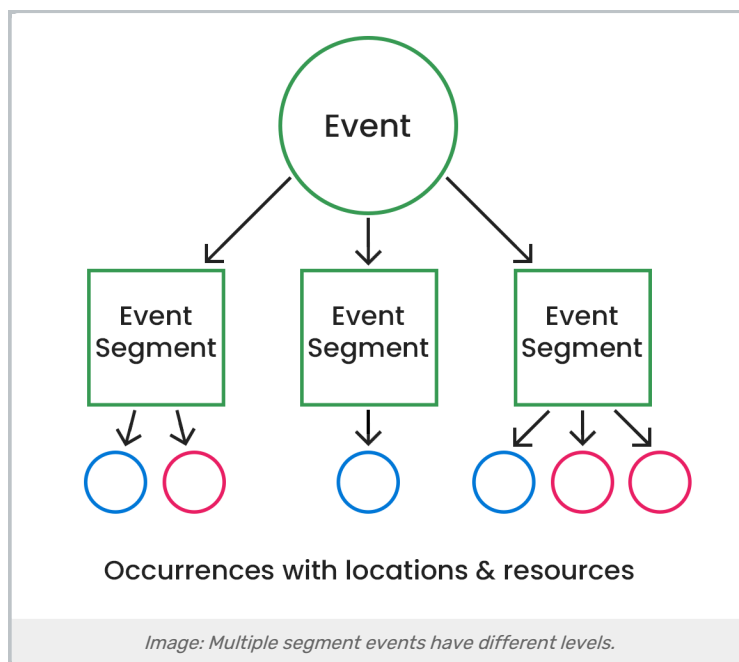 Event
Event
Segment
Event
Segment
Event
Segment
Occurrences with locations & resources
Image: Multiple segment events have different levels.